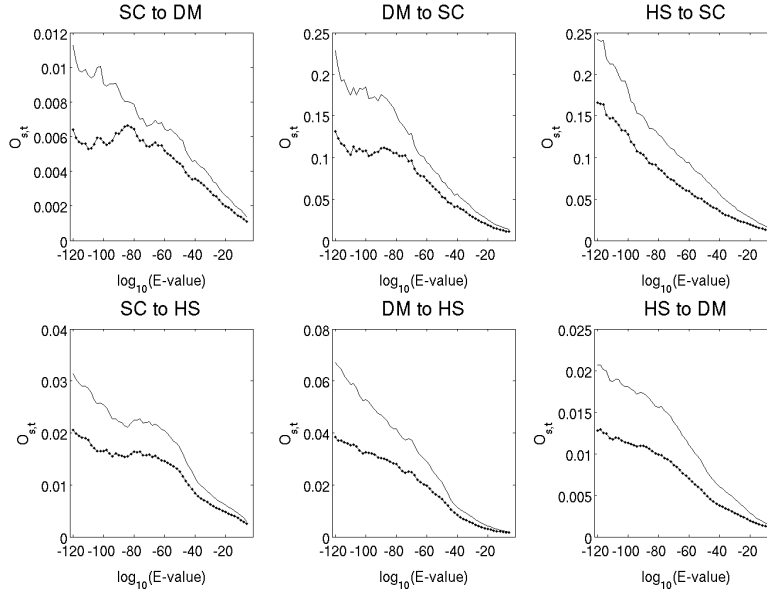 SC to DM
0.012
0.01
0.008
0.006
0.004
0.002
0
O_s,t
-120 -100 -80 -60 -40 -20
log10(E-value)
DM to SC
0.25
0.2
0.15
0.1
0.05
0
O_s,t
-120 -100 -80 -60 -40 -20
log10(E-value)
HS to SC
0.25
0.2
0.15
0.1
0.05
0
O_s,t
-120 -100 -80 -60 -40 -20
log10(E-value)
SC to HS
0.04
0.03
0.02
0.01
0
O_s,t
-120 -100 -80 -60 -40 -20
log10(E-value)
DM to HS
0.08
0.06
0.04
0.02
0
O_s,t
-120 -100 -80 -60 -40 -20
log10(E-value)
HS to DM
0.025
0.02
0.015
0.01
0.005
0
O_s,t
-120 -100 -80 -60 -40 -20
log10(E-value)